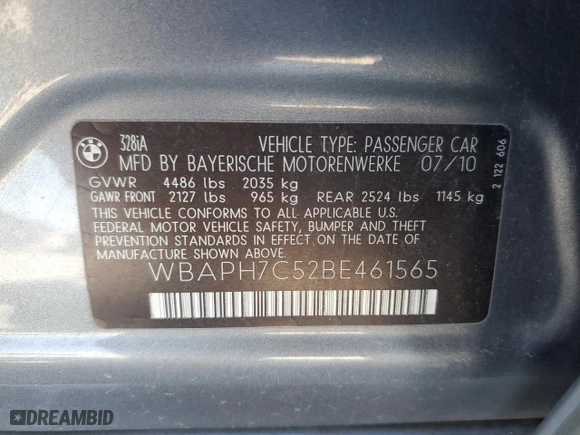 BMW
328iA
VEHICLE TYPE: PASSENGER CAR
MFD BY BAYERISCHE MOTORENWERKE 07/10
GVWR 4486 lbs 2035 kg
GAWR FRONT 2127 lbs 965 kg REAR 2524 lbs 1145 kg
THIS VEHICLE CONFORMS TO ALL APPLICABLE U.S.
FEDERAL MOTOR VEHICLE SAFETY, BUMPER AND THEFT
PREVENTION STANDARDS IN EFFECT ON THE DATE OF
MANUFACTURE SHOWN ABOVE.
WBAPH7C52BE461565
2 122 606
DREAMBID